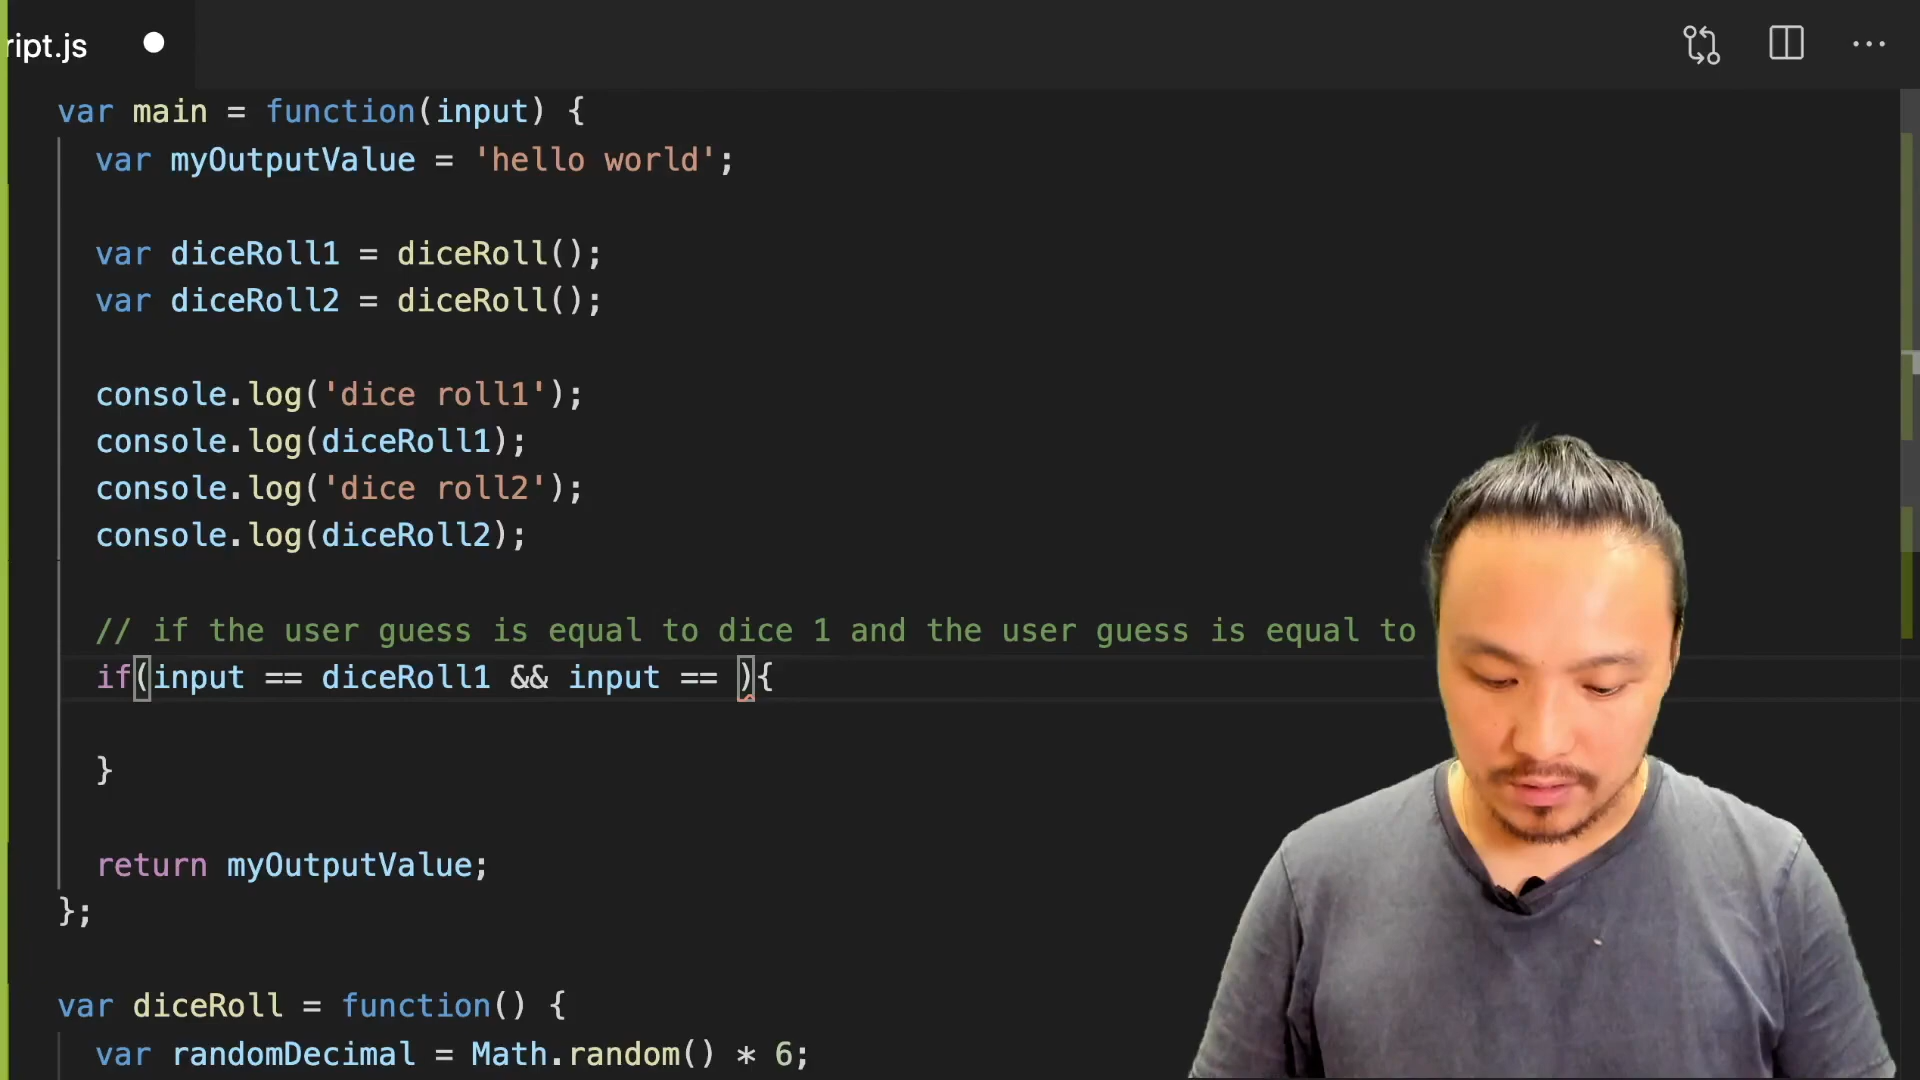 ript.js
var main = function(input) {
var myOutputValue = 'hello world';
var diceRoll1 = diceRoll();
var diceRoll2 = diceRoll();
console.log('dice roll1');
console.log(diceRoll1);
console.log('dice roll2');
console.log(diceRoll2);
// if the user guess is equal to dice 1 and the user guess is equal to
if(input == diceRoll1 && input == ){
}
return myOutputValue;
};
var diceRoll = function() {
var randomDecimal = Math.random() * 6;